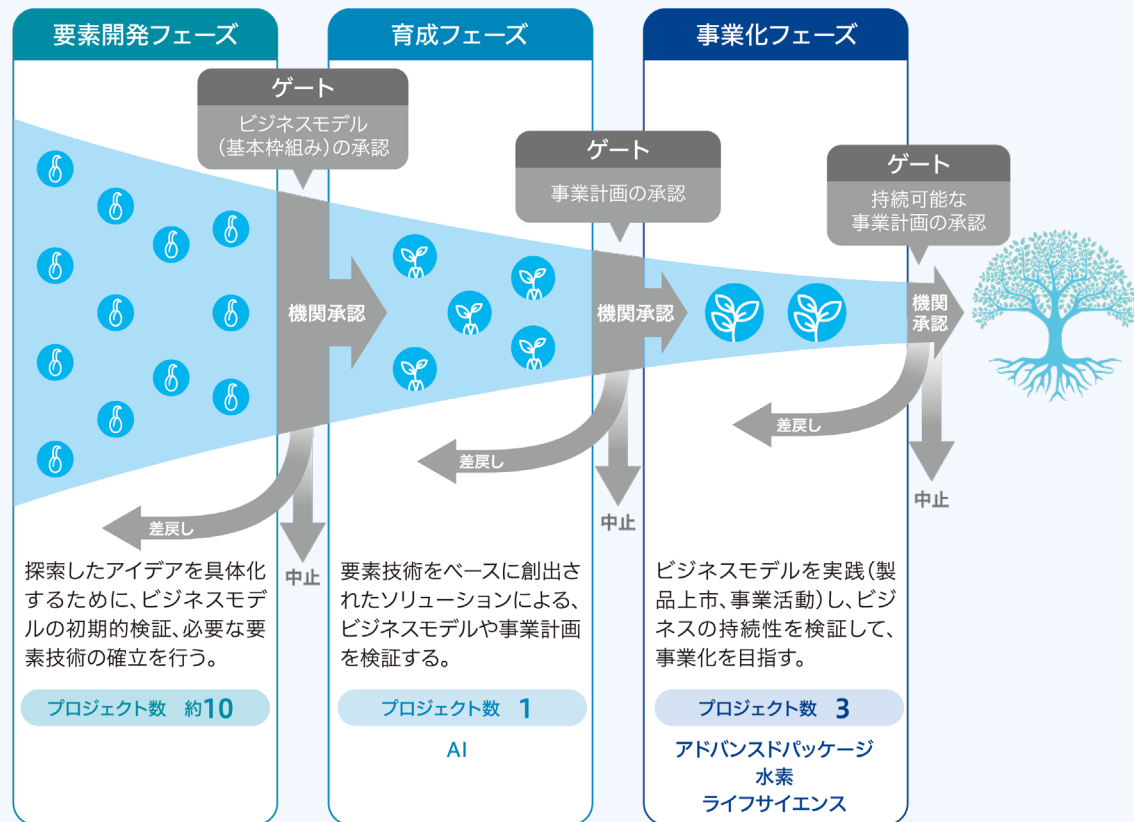 要素開発フェーズ
育成フェーズ
事業化フェーズ
ゲート
ビジネスモデル
(基本枠組み)の承認
ゲート
事業計画の承認
ゲート
持続可能な
事業計画の承認
機関承認
機関承認
機関
承認
差戻し
中止
差戻し
中止
差戻し
中止
探索したアイデアを具体化
するために、ビジネスモデ
ルの初期的検証、必要な要
素技術の確立を行う。
プロジェクト数 約10
要素技術をベースに創出さ
れたソリューションによる、
ビジネスモデルや事業計画
を検証する。
プロジェクト数 1
AI
ビジネスモデルを実践(製
品上市、事業活動)し、ビジ
ネスの持続性を検証して、
事業化を目指す。
プロジェクト数 3
アドバンスドパッケージ
水素
ライフサイエンス